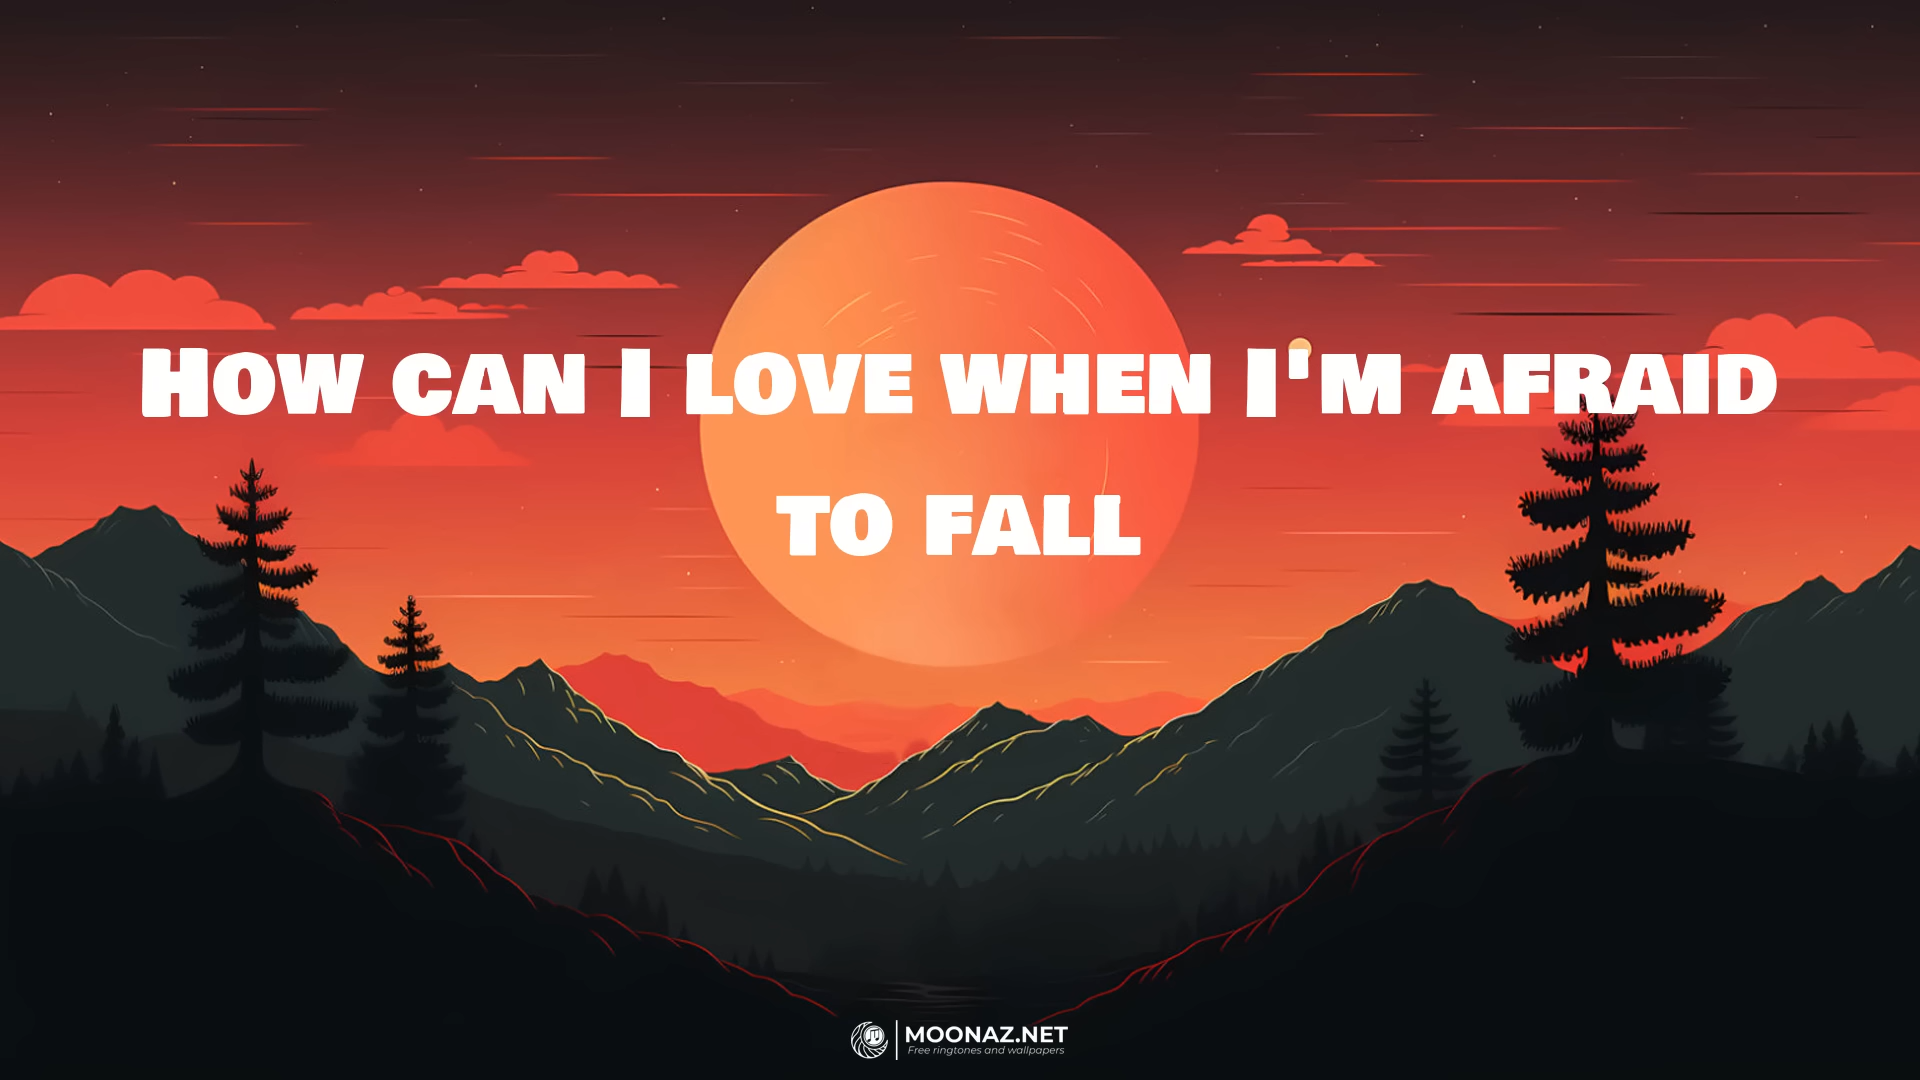 How can I love when I'm afraid
to fall
MOONAZ.NET
Free ringtones and wallpapers